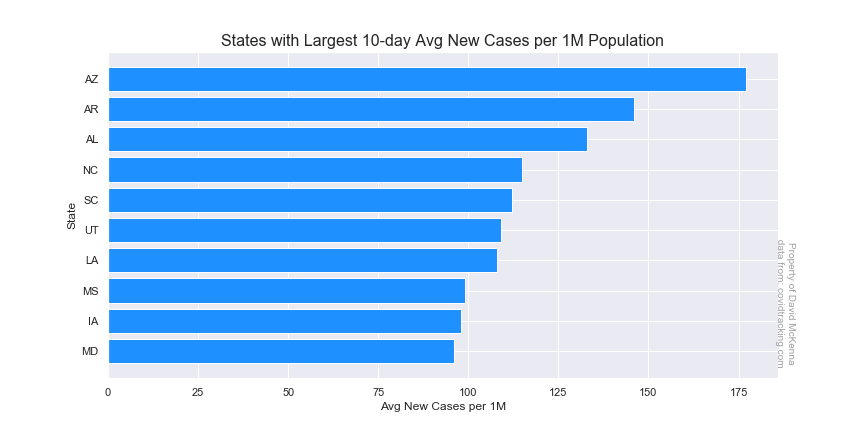 States with Largest 10-day Avg New Cases per 1M Population
AZ
AR
AL
NC
SC
UT
LA
MS
IA
MD
State
0 25 50 75 100 125 150 175
Avg New Cases per 1M
Property of David McKenna
data from: covidtracking.com